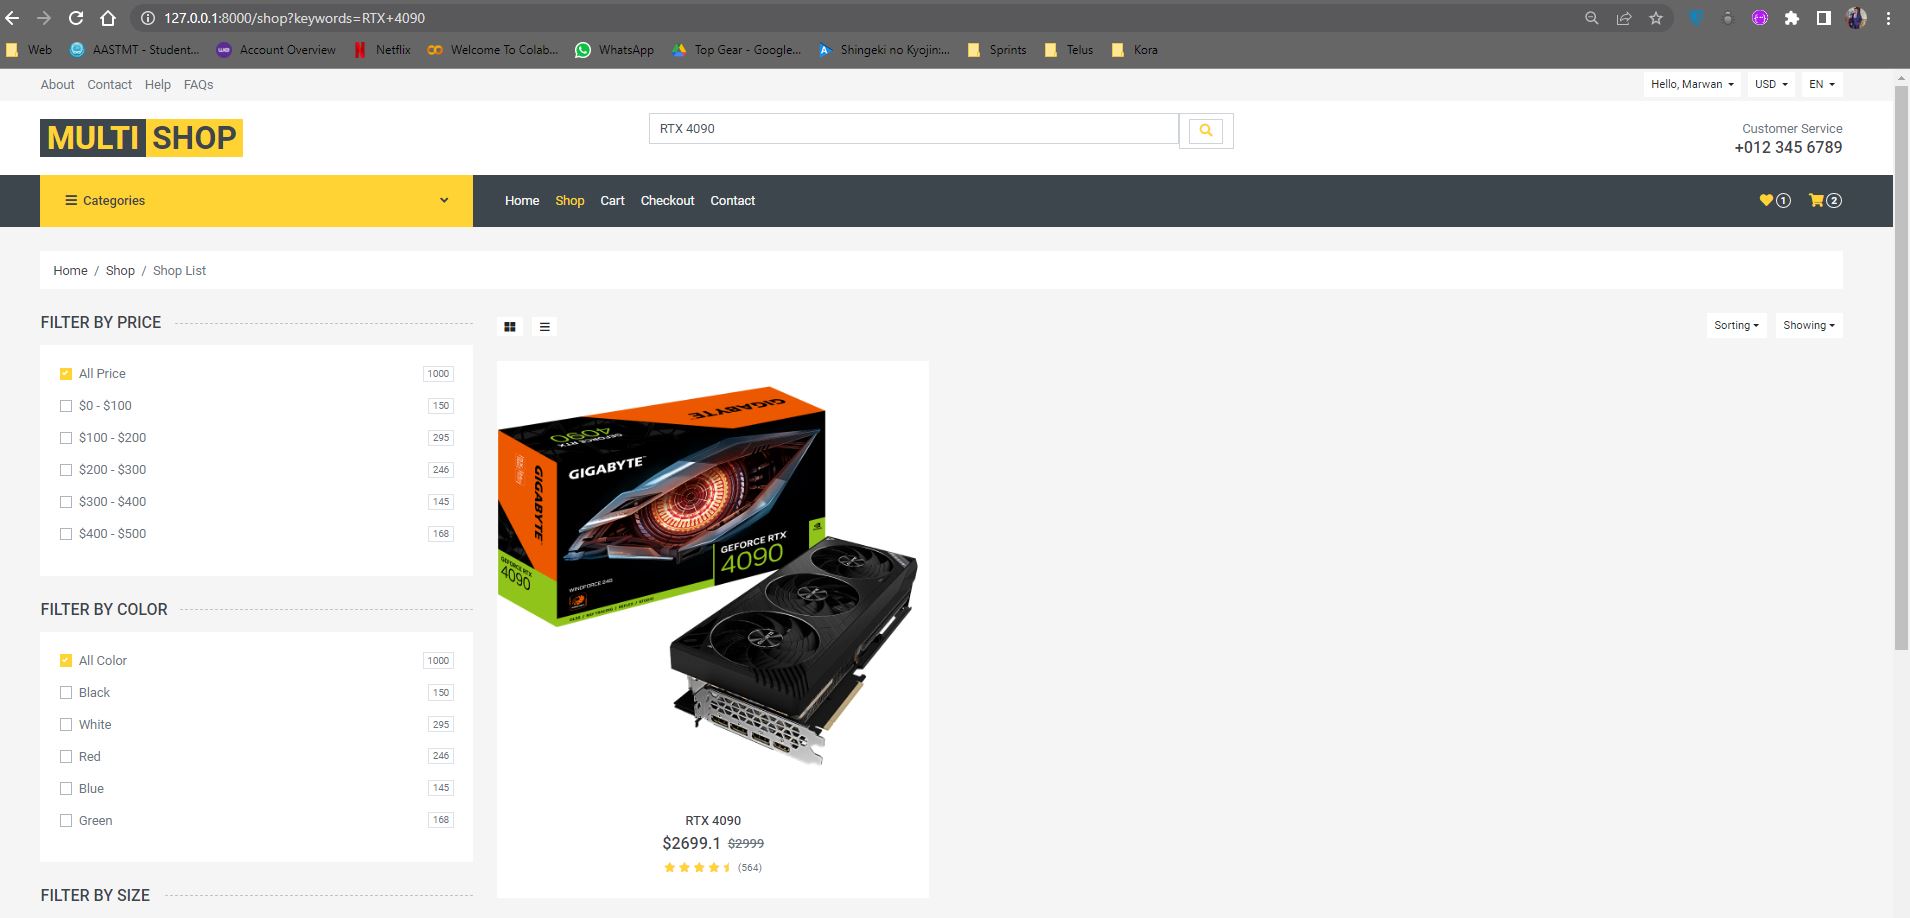 127.0.0.1:8000/shop?keywords=RTX+4090
Web AASTMT - Student... Account Overview Netflix Welcome To Colab... WhatsApp Top Gear - Google... Shingeki no Kyojin:... Sprints Telus Kora
About Contact Help FAQs Hello, Marwan USD EN
MULTI SHOP
RTX 4090
Customer Service
+012 345 6789
Categories Home Shop Cart Checkout Contact 1 2
Home / Shop / Shop List
FILTER BY PRICE
All Price 1000
$0 - $100 150
$100 - $200 295
$200 - $300 246
$300 - $400 145
$400 - $500 168
FILTER BY COLOR
All Color 1000
Black 150
White 295
Red 246
Blue 145
Green 168
FILTER BY SIZE
Sorting Showing
GIGABYTE
GEFORCE RTX
4090
GIGABYTE
GIGABYTE
GEFORCE RTX
4090
GEFORCE RTX
4090
WINDFORCE 24G
RTX 4090
$2699.1 $2999
(564)